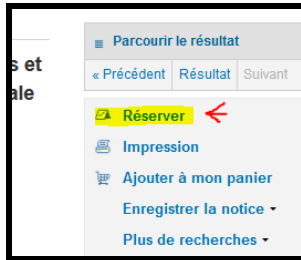 s et
ale
Parcourir le résultat
« Précédent Résultat Suivant
Réserver
Impression
Ajouter à mon panier
Enregistrer la notice
Plus de recherches